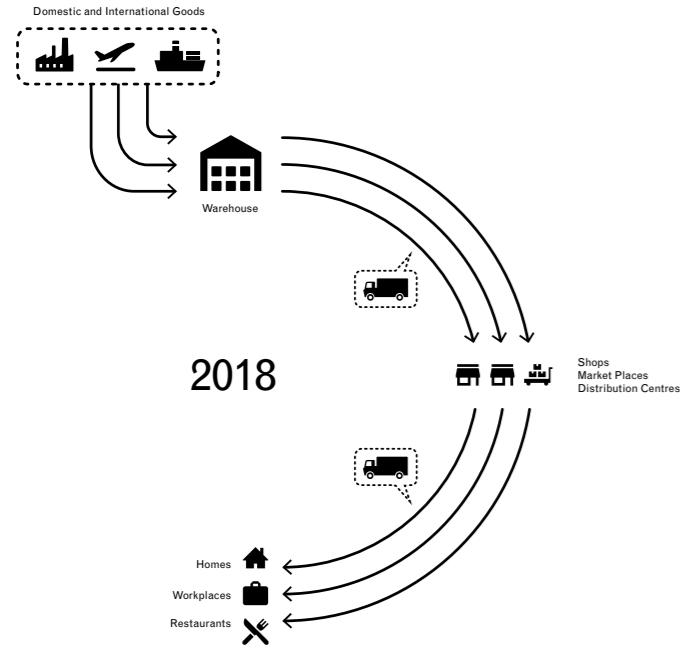 Domestic and International Goods
Warehouse
2018
Shops
Market Places
Distribution Centres
Homes
Workplaces
Restaurants